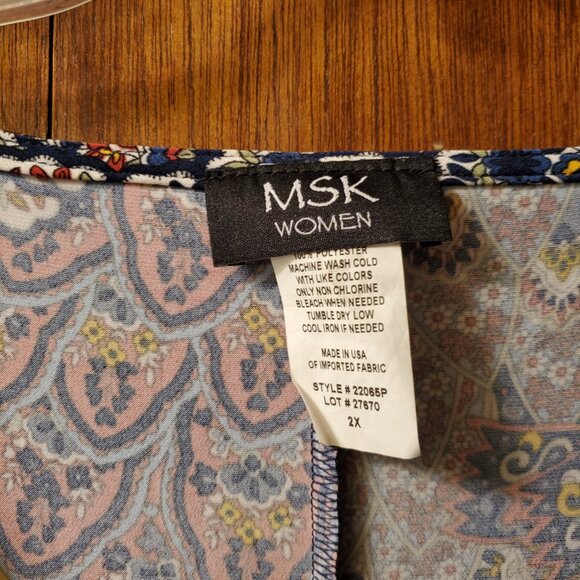 MSK
WOMEN
100% POLYESTER
MACHINE WASH COLD
WITH LIKE COLORS
ONLY NON CHLORINE
BLEACH WHEN NEEDED
TUMBLE DRY LOW
COOL IRON IF NEEDED
MADE IN USA
OF IMPORTED FABRIC
STYLE # 22065P
LOT # 27670
2X